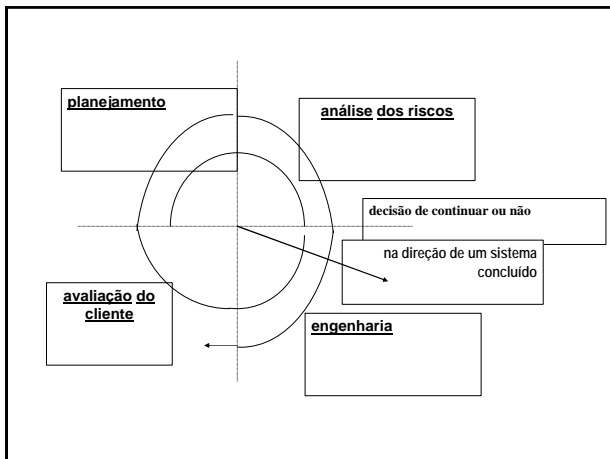 planejamento
análise dos riscos
decisão de continuar ou não
na direção de um sistema
concluído
avaliação do
cliente
engenharia